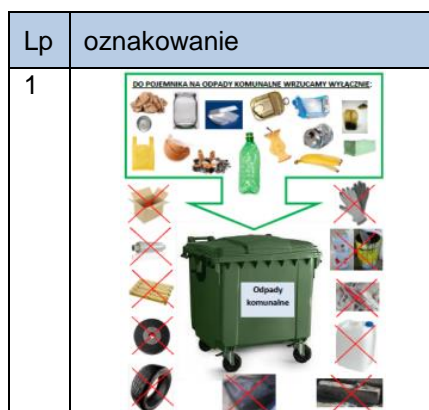 Lp oznakowanie
1
DO POJEMNIKA NA ODPADY KOMUNALNE WRZUCAMY WYŁĄCZNIE:
Odpady
komunalne